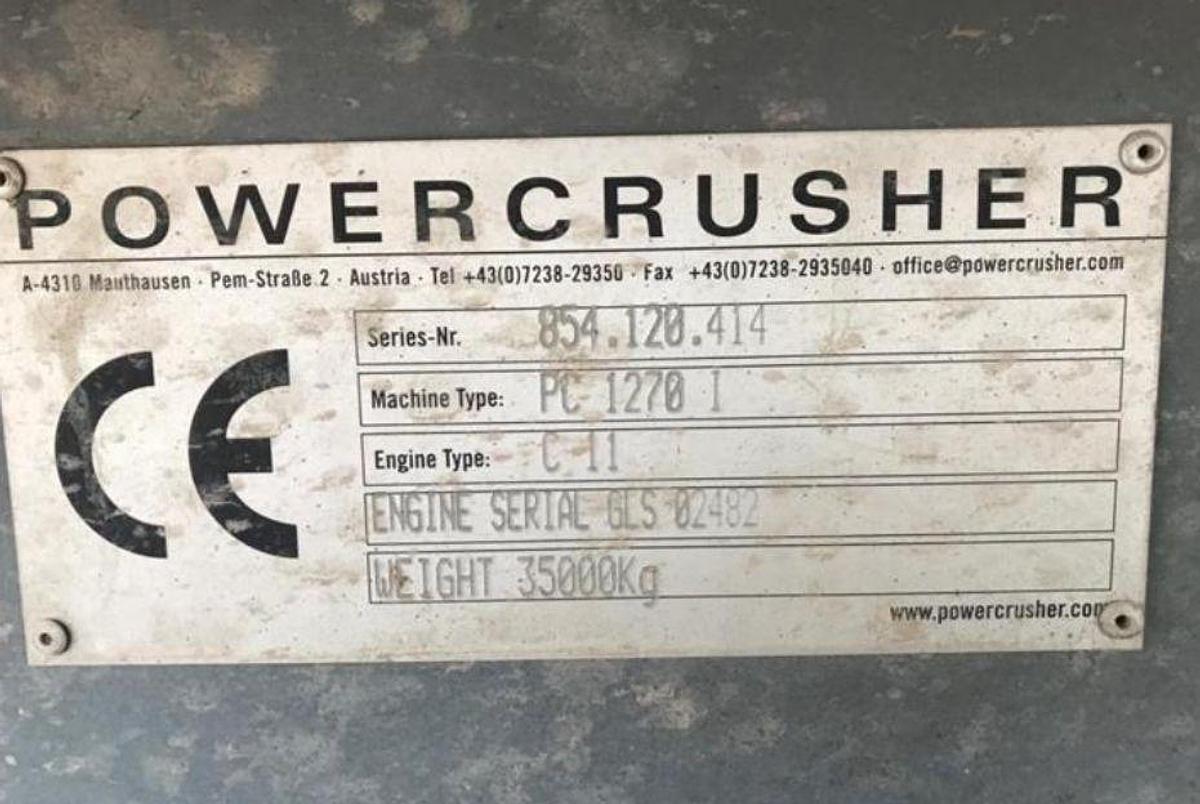 POWERCRUSHER
A-4310 Mauthausen · Pem-Straße 2 · Austria · Tel +43(0)7238-29350 · Fax +43(0)7238-2935040 · office@powercrusher.com
CE
Series-Nr. 854.120.414
Machine Type: PC 1270 I
Engine Type: C 11
ENGINE SERIAL GLS 02482
WEIGHT 35000Kg
www.powercrusher.com